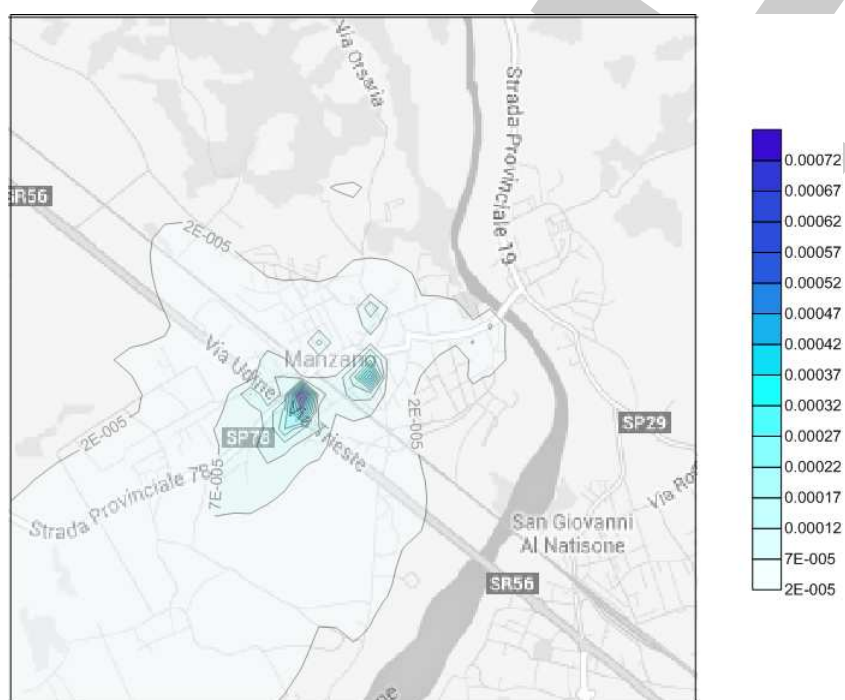 Via Orsaria
Strada Provinciale 19
SR56
2E-005
Manzano
Via Udine
Via Trieste
2E-005
2E-005
SP78
SP29
7E-005
Strada Provinciale 78
San Giovanni
Al Natisone
SR56
0.00072
0.00067
0.00062
0.00057
0.00052
0.00047
0.00042
0.00037
0.00032
0.00027
0.00022
0.00017
0.00012
7E-005
2E-005